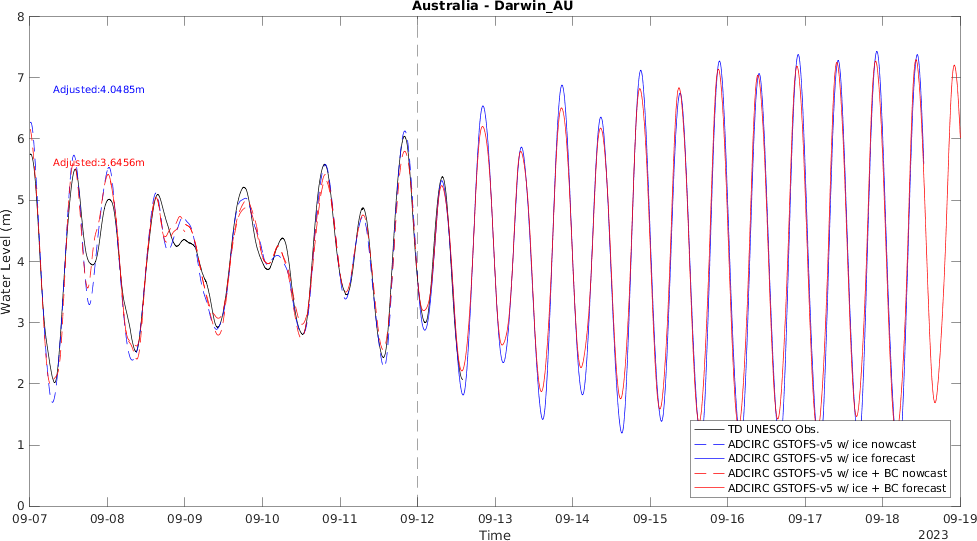 Australia - Darwin_AU
Water Level (m)
8
7
6
5
4
3
2
1
0
Adjusted:4.0485m
Adjusted:3.6456m
TD UNESCO Obs.
ADCIRC GSTOFS-v5 w/ ice nowcast
ADCIRC GSTOFS-v5 w/ ice forecast
ADCIRC GSTOFS-v5 w/ ice + BC nowcast
ADCIRC GSTOFS-v5 w/ ice + BC forecast
09-07 09-08 09-09 09-10 09-11 09-12 09-13 09-14 09-15 09-16 09-17 09-18 09-19
Time
2023